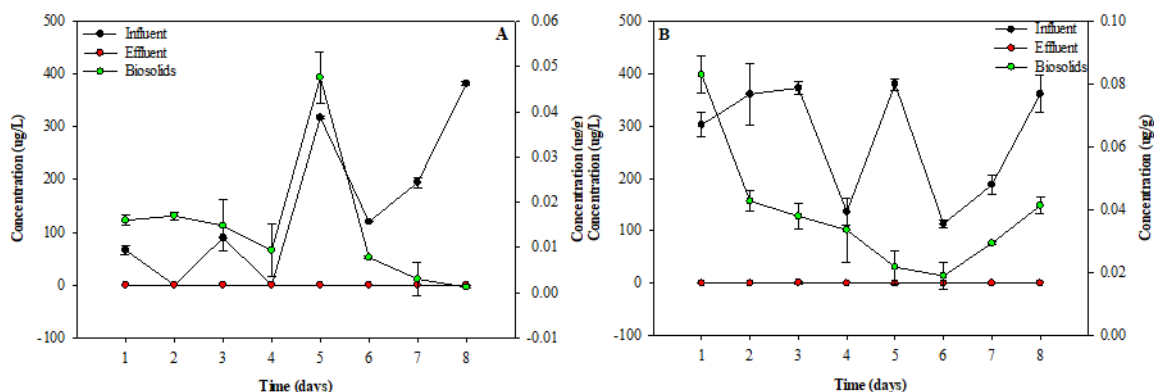 500
400
300
200
100
0
-100
Concentration (ug/L)
Influent
Effluent
Biosolids
A
0.06
0.05
0.04
0.03
0.02
0.01
0.00
-0.01
Concentration (ug/g)
1 2 3 4 5 6 7 8
Time (days)
Concentration (ug/L)
500
400
300
200
100
0
-100
B
Influent
Effluent
Biosolids
0.10
0.08
0.06
0.04
0.02
0.00
Concentration (ug/g)
1 2 3 4 5 6 7 8
Time (days)